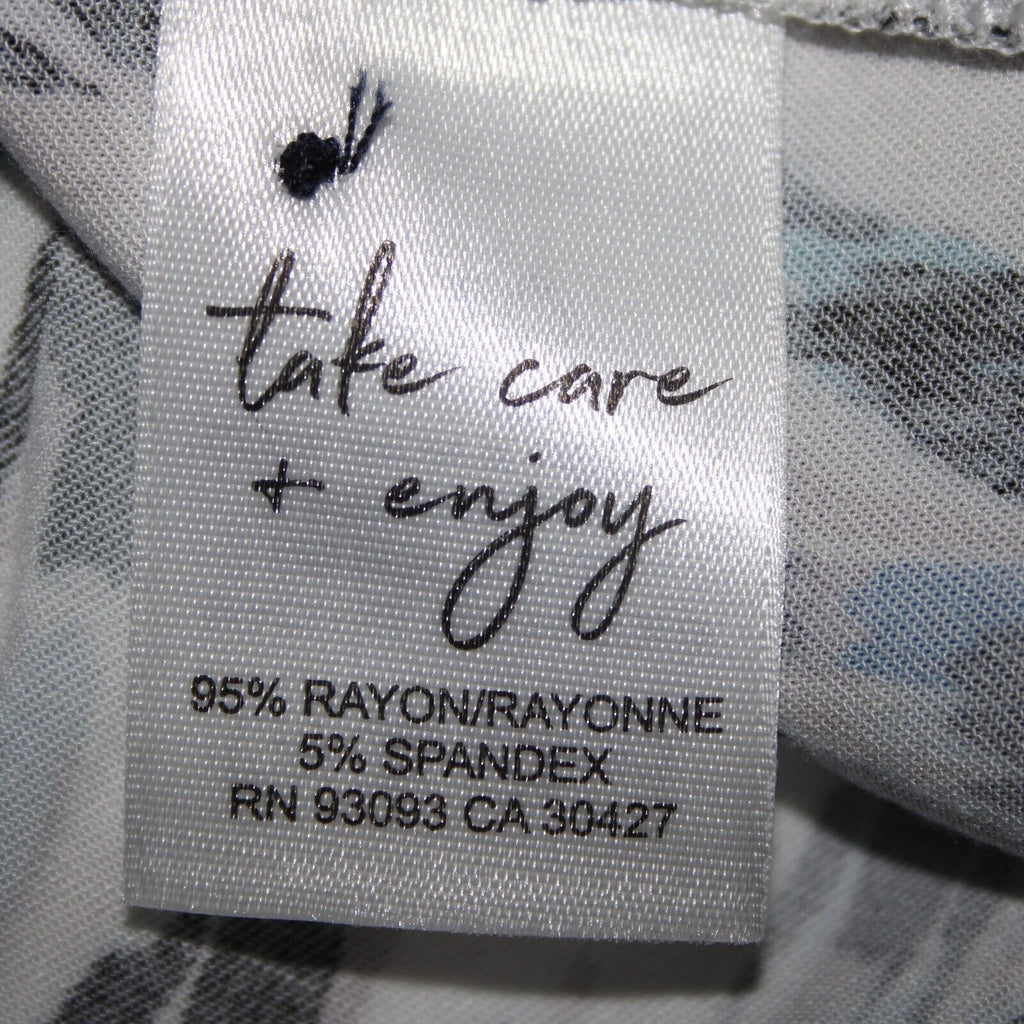 take care
+ enjoy
95% RAYON/RAYONNE
5% SPANDEX
RN 93093 CA 30427